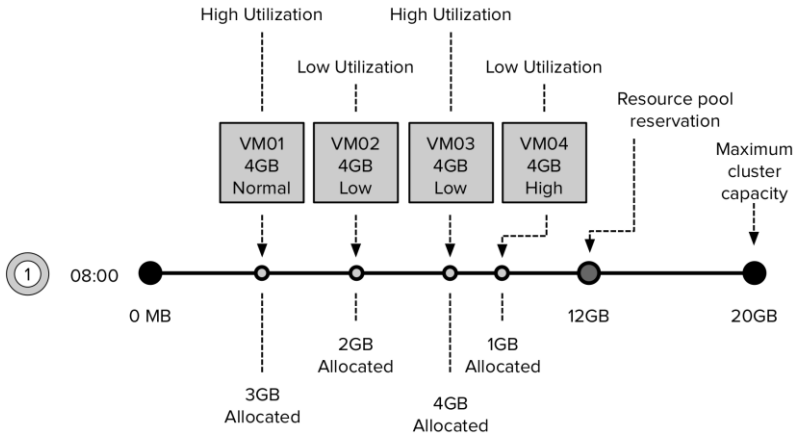 High Utilization
High Utilization
Low Utilization
Low Utilization
Resource pool
reservation
Maximum
cluster
capacity
VM01
4GB
Normal
VM02
4GB
Low
VM03
4GB
Low
VM04
4GB
High
1
08:00
0 MB
12GB
20GB
2GB
Allocated
1GB
Allocated
3GB
Allocated
4GB
Allocated